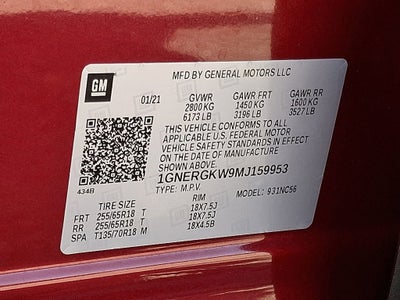 GM
MFD BY GENERAL MOTORS LLC
01/21 GVWR GAWR FRT GAWR RR
2800 KG 1450 KG 1600 KG
6173 LB 3196 LB 3527 LB
THIS VEHICLE CONFORMS TO ALL
APPLICABLE U.S. FEDERAL MOTOR
VEHICLE SAFETY STANDARDS IN EFFECT
ON THE DATE OF MANUFACTURE
SHOWN ABOVE.
1GNERGKW9MJ159953
434B TYPE: M.P.V. MODEL: 931NC56
TIRE SIZE RIM
FRT 255/65R18 T 18X7.5J
RR 255/65R18 T 18X7.5J
SPA T135/70R18 M 18X4.5B